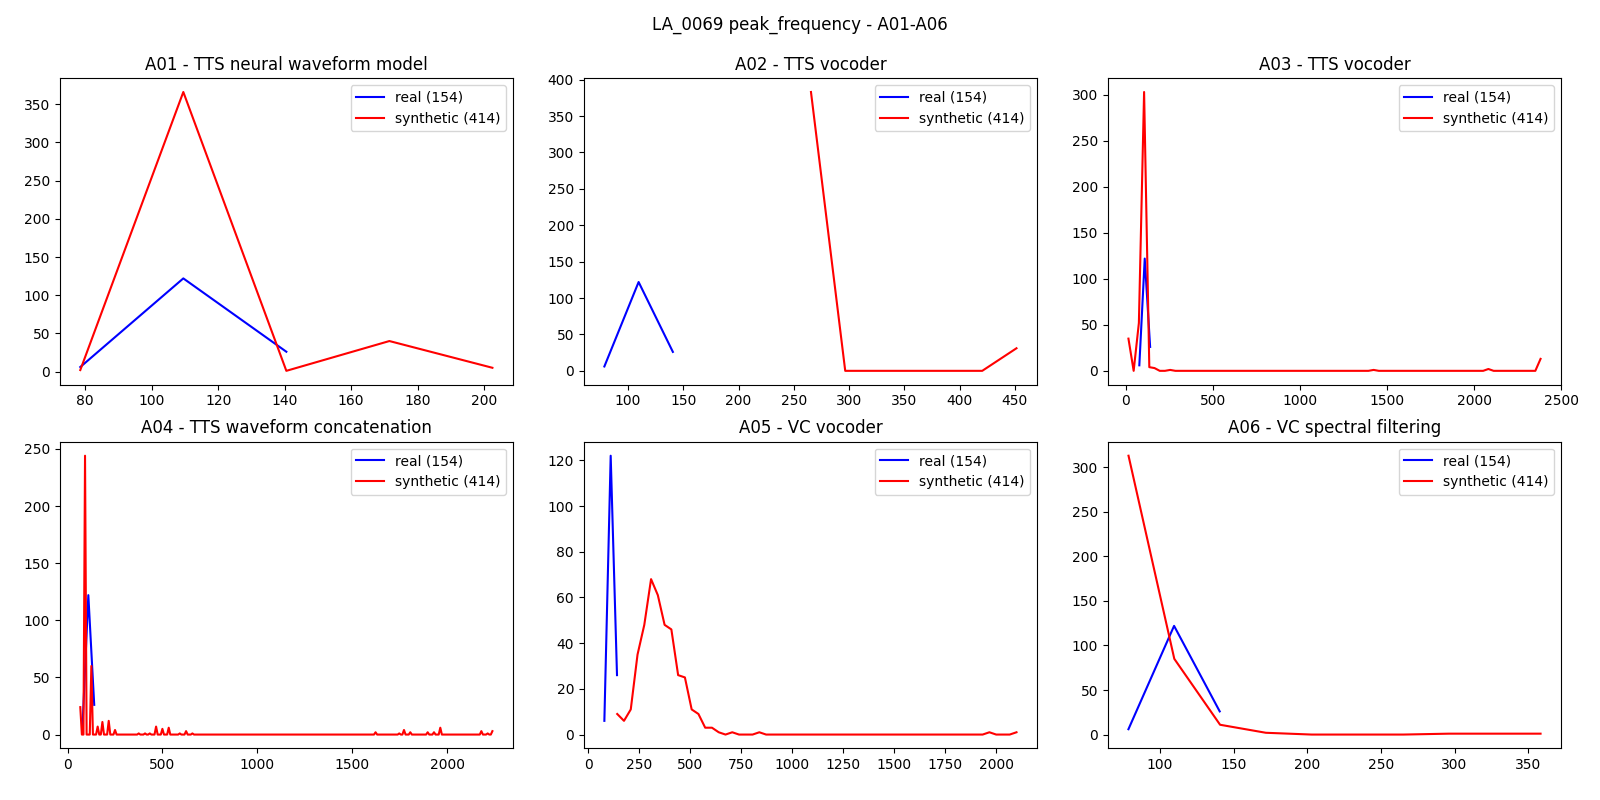 LA_0069 peak_frequency - A01-A06
A01 - TTS neural waveform model
350
300
250
200
150
100
50
0
80 100 120 140 160 180 200
real (154)
synthetic (414)
A02 - TTS vocoder
400
350
300
250
200
150
100
50
0
100 150 200 250 300 350 400 450
real (154)
synthetic (414)
A03 - TTS vocoder
300
250
200
150
100
50
0
0 500 1000 1500 2000 2500
real (154)
synthetic (414)
A04 - TTS waveform concatenation
250
200
150
100
50
0
0 500 1000 1500 2000
real (154)
synthetic (414)
A05 - VC vocoder
120
100
80
60
40
20
0
0 250 500 750 1000 1250 1500 1750 2000
real (154)
synthetic (414)
A06 - VC spectral filtering
300
250
200
150
100
50
0
100 150 200 250 300 350
real (154)
synthetic (414)